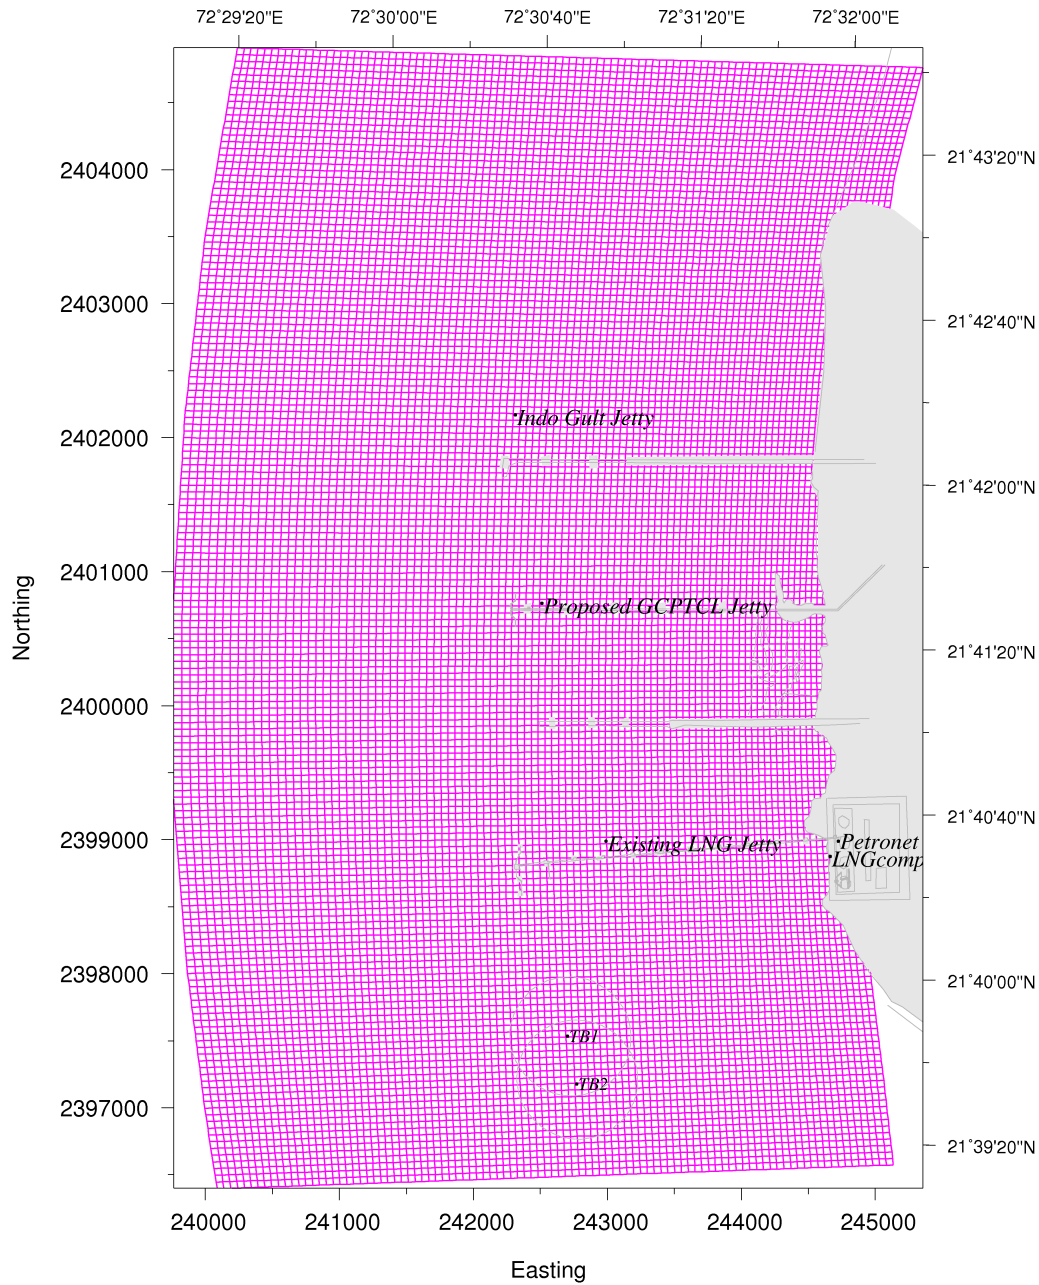 72°29'20"E 72°30'00"E 72°30'40"E 72°31'20"E 72°32'00"E
2404000
21°43'20"N
2403000
21°42'40"N
2402000
Indo Gult Jetty
21°42'00"N
2401000
Northing
Proposed GCPTCL Jetty
21°41'20"N
2400000
21°40'40"N
2399000
Existing LNG Jetty
Petronet
LNGcomp
2398000
21°40'00"N
TB1
TB2
2397000
21°39'20"N
240000 241000 242000 243000 244000 245000
Easting